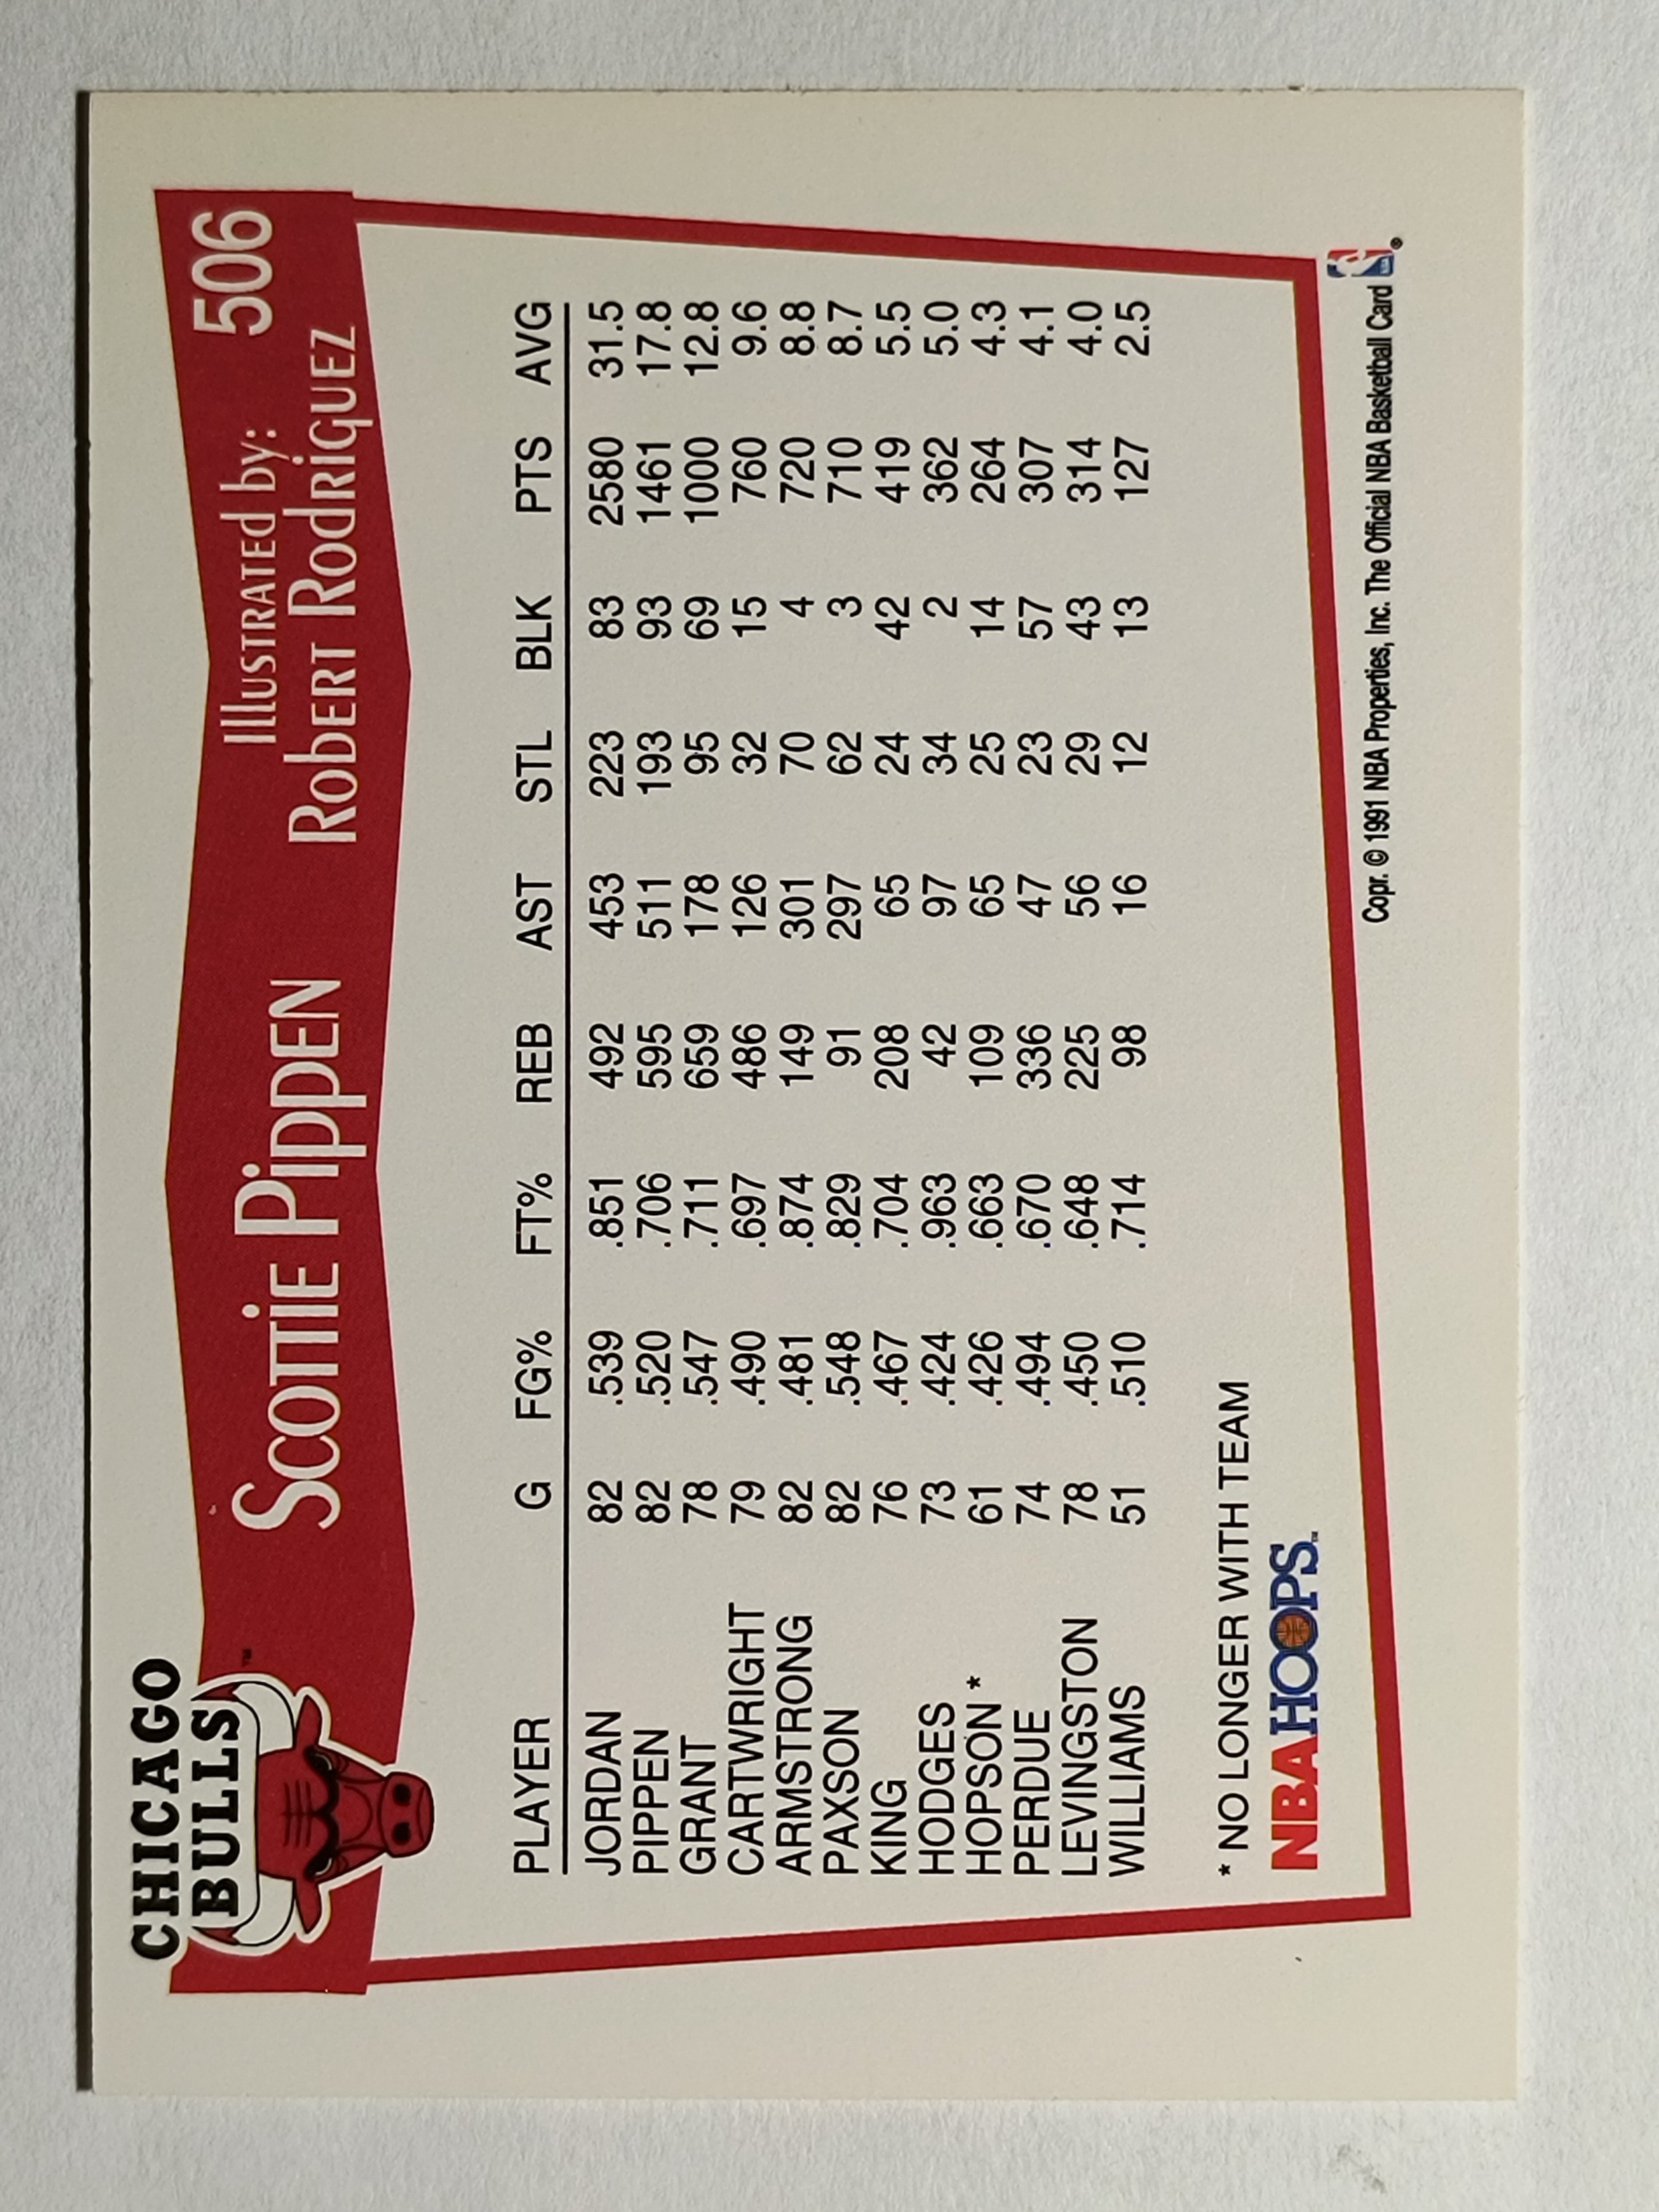 CHICAGO
BULLS™
Scottie Pippen
Illustrated by:
Robert Rodriguez
506
PLAYER G FG% FT% REB AST STL BLK PTS AVG
JORDAN 82 .539 .851 492 453 223 83 2580 31.5
PIPPEN 82 .520 .706 595 511 193 93 1461 17.8
GRANT 78 .547 .711 659 178 95 69 1000 12.8
CARTWRIGHT 79 .490 .697 486 126 32 15 760 9.6
ARMSTRONG 82 .481 .874 149 301 70 4 720 8.8
PAXSON 82 .548 .829 91 297 62 3 710 8.7
KING 76 .467 .704 208 65 24 42 419 5.5
HODGES 73 .424 .963 42 97 34 2 362 5.0
HOPSON * 61 .426 .663 109 65 25 14 264 4.3
PERDUE 74 .494 .670 336 47 23 57 307 4.1
LEVINGSTON 78 .450 .648 225 56 29 43 314 4.0
WILLIAMS 51 .510 .714 98 16 12 13 127 2.5
* NO LONGER WITH TEAM
NBA HOOPS™
Copr. © 1991 NBA Properties, Inc. The Official NBA Basketball Card
NBA ®